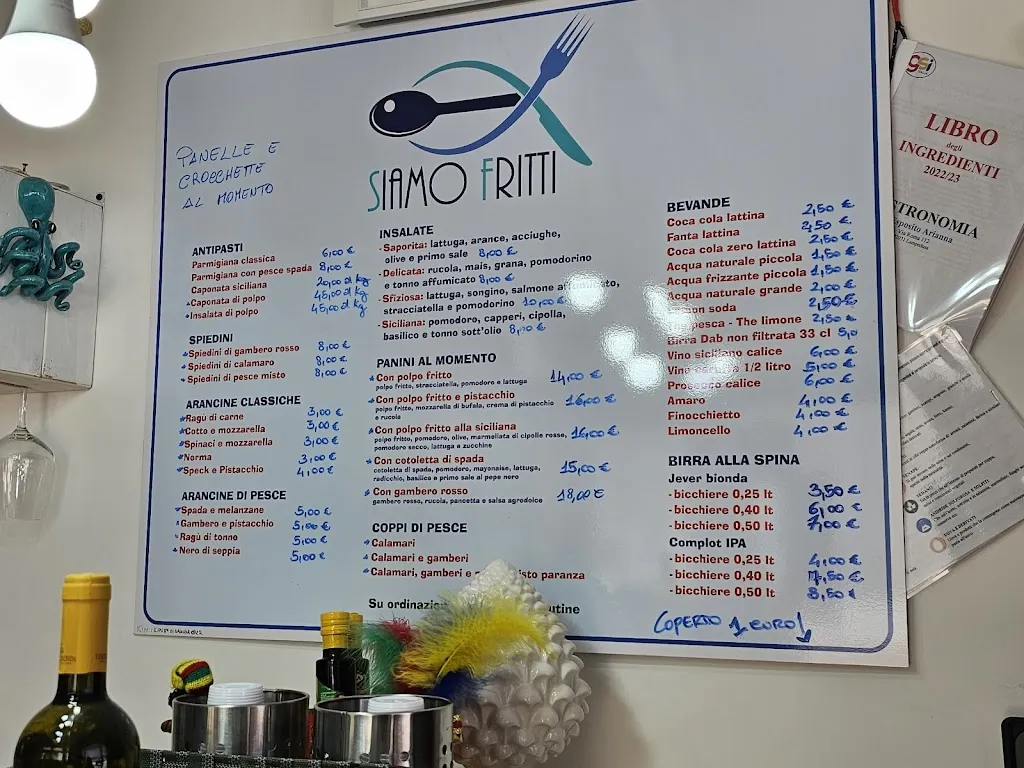 SIAMO FRITTI
PANELLE E
CROCCHETTE
AL MOMENTO
ANTIPASTI
Parmigiana classica 6,00 €
Parmigiana con pesce spada 8,00 €
Caponata siciliana 20,00 al kg
Caponata di polpo 45,00 al kg
Insalata di polpo 45,00 al kg
SPIEDINI
Spiedini di gambero rosso 8,00 €
Spiedini di calamaro 8,00 €
Spiedini di pesce misto 8,00 €
ARANCINE CLASSICHE
Ragù di carne 3,00 €
Cotto e mozzarella 3,00 €
Spinaci e mozzarella 3,00 €
Norma 3,00 €
Speck e Pistacchio 4,00 €
ARANCINE DI PESCE
Spada e melanzane 5,00 €
Gambero e pistacchio 5,00 €
Ragù di tonno 5,00 €
Nero di seppia 5,00 €
INSALATE
- Saporita: lattuga, arance, acciughe,
olive e primo sale 8,00 €
- Delicata: rucola, mais, grana, pomodorino
e tonno affumicato 8,00 €
- Sfiziosa: lattuga, songino, salmone affumicato,
stracciatella e pomodorino 10,00 €
- Siciliana: pomodoro, capperi, cipolla,
basilico e tonno sott'olio 8,00 €
PANINI AL MOMENTO
Con polpo fritto 14,00 €
polpo fritto, stracciatella, pomodoro e lattuga
Con polpo fritto e pistacchio 16,00 €
polpo fritto, mozzarella di bufala, crema di pistacchio
e rucola
Con polpo fritto alla siciliana 14,00 €
polpo fritto, pomodoro, olive, marmellata di cipolle rosse,
pomodoro secco, lattuga e zucchine
Con cotoletta di spada 15,00 €
cotoletta di spada, pomodoro, mayonaise, lattuga,
radicchio, basilico e primo sale al pepe nero
Con gambero rosso 18,00 €
gambero rosso, rucola, pancetta e salsa agrodolce
COPPI DI PESCE
Calamari
Calamari e gamberi
Calamari, gamberi e misto paranza
Su ordinazion
BEVANDE
Coca cola lattina 2,50 €
Fanta lattina 2,50 €
Coca cola zero lattina 2,50 €
Acqua naturale piccola 1,50 €
Acqua frizzante piccola 1,50 €
Acqua naturale grande 2,00 €
Lemon soda 2,50 €
pesca - The limone 2,50 €
Birra Dab non filtrata 33 cl 5,0
Vino siciliano calice 6,00 €
Vino 1/2 litro 5,00 €
Prosecco calice 6,00 €
Amaro 4,00 €
Finocchietto 4,00 €
Limoncello 4,00 €
BIRRA ALLA SPINA
Jever bionda
- bicchiere 0,25 lt 3,50 €
- bicchiere 0,40 lt 6,00 €
- bicchiere 0,50 lt 7,00 €
Complot IPA
- bicchiere 0,25 lt 4,00 €
- bicchiere 0,40 lt 7,50 €
- bicchiere 0,50 lt 8,50 €
COPERTO 1 EURO!
gsi
LIBRO
degli
INGREDIENTI
2022/23
STRONOMIA
sposito Arianna